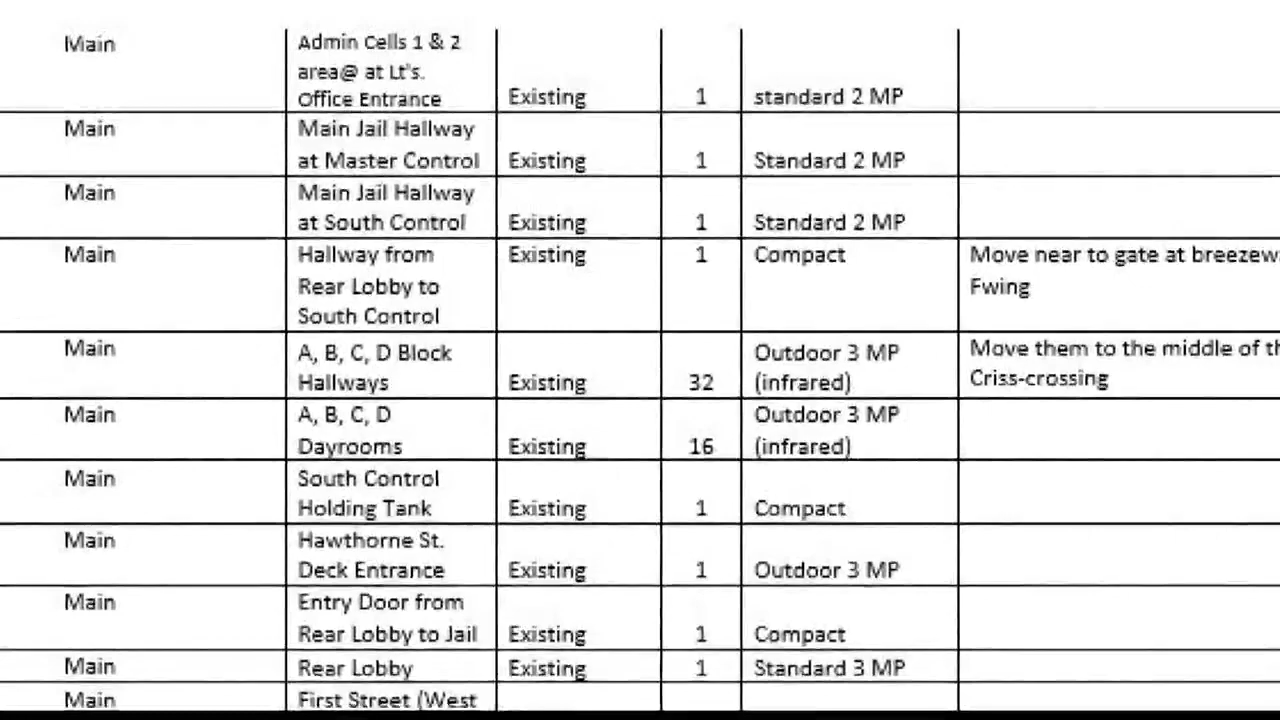 Main
Admin Cells 1 & 2
area@ at Lt's.
Office Entrance
Existing
1
standard 2 MP
Main
Main Jail Hallway
at Master Control
Existing
1
Standard 2 MP
Main
Main Jail Hallway
at South Control
Existing
1
Standard 2 MP
Main
Hallway from
Rear Lobby to
South Control
Existing
1
Compact
Move near to gate at breezew
Fwing
Main
A, B, C, D Block
Hallways
Existing
32
Outdoor 3 MP
(infrared)
Move them to the middle of th
Criss-crossing
Main
A, B, C, D
Dayrooms
Existing
16
Outdoor 3 MP
(infrared)
Main
South Control
Holding Tank
Existing
1
Compact
Main
Hawthorne St.
Deck Entrance
Existing
1
Outdoor 3 MP
Main
Entry Door from
Rear Lobby to Jail
Existing
1
Compact
Main
Rear Lobby
Existing
1
Standard 3 MP
Main
First Street (West